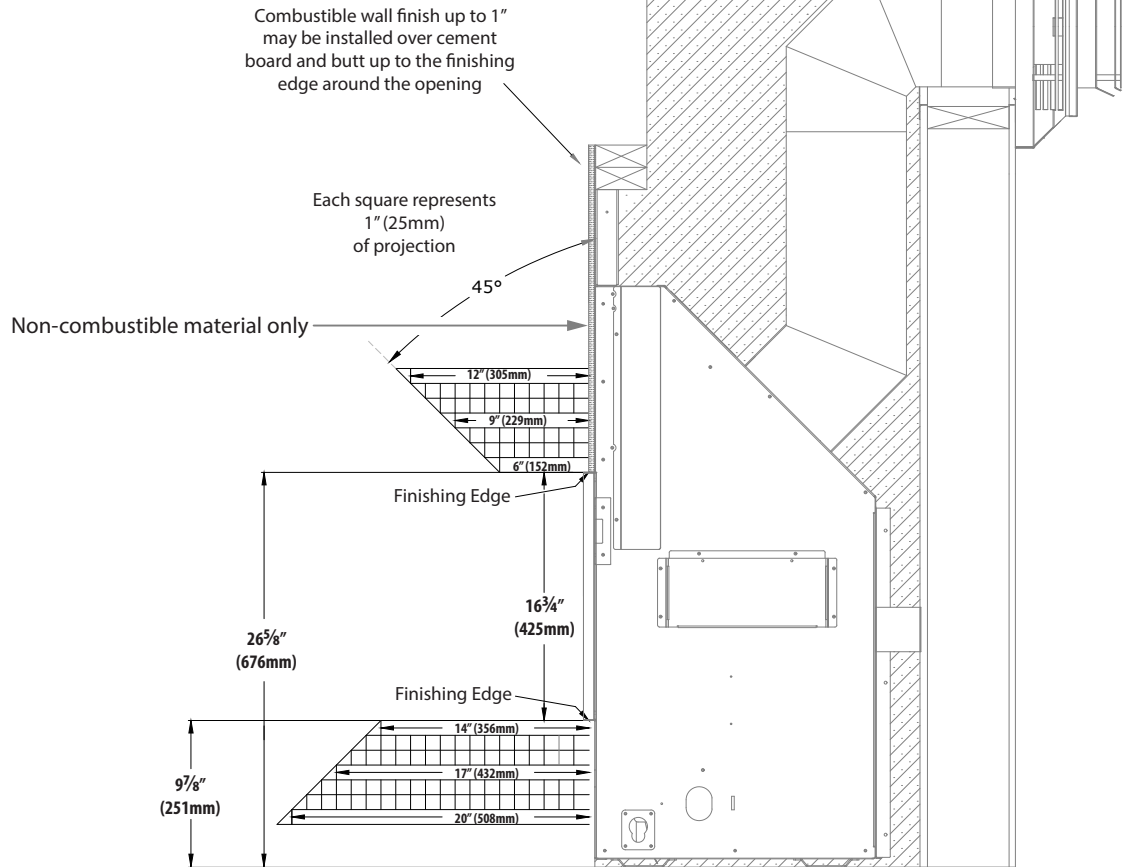 Combustible wall finish up to 1”
may be installed over cement
board and butt up to the finishing
edge around the opening
Each square represents
1” (25mm)
of projection
45°
Non-combustible material only
12” (305mm)
9” (229mm)
6” (152mm)
Finishing Edge
16¾”
(425mm)
26⅝”
(676mm)
Finishing Edge
14” (356mm)
17” (432mm)
9⅞”
(251mm)
20” (508mm)